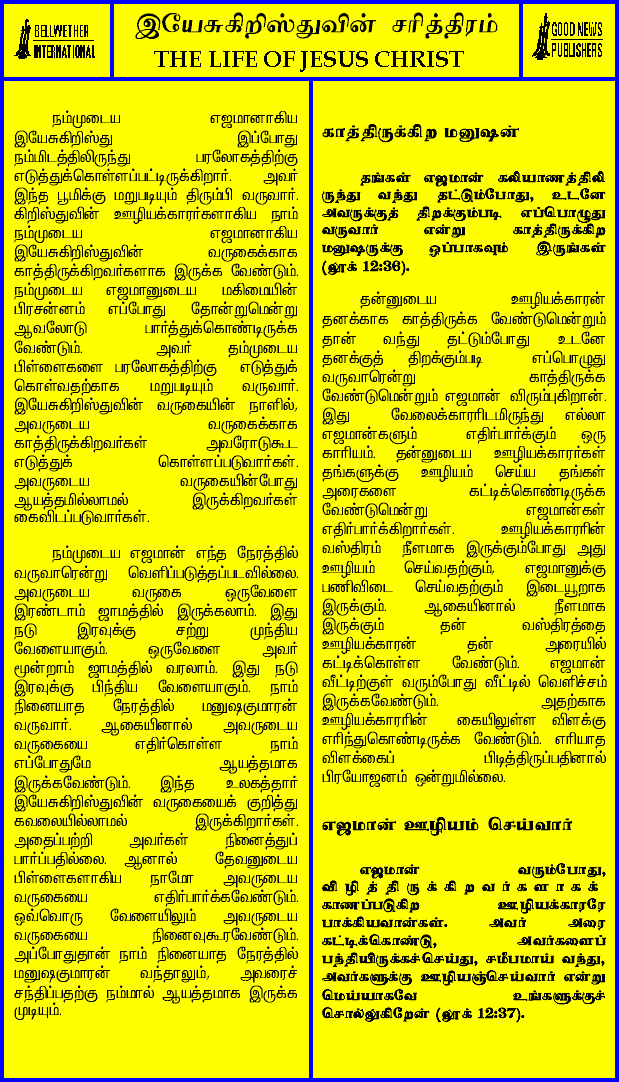 BELLWETHER
INTERNATIONAL
இயேசுகிறிஸ்துவின் சரித்திரம்
THE LIFE OF JESUS CHRIST
GOOD NEWS
PUBLISHERS
நம்முடைய எஜமானாகிய
இயேசுகிறிஸ்து இப்போது
நம்மிடத்திலிருந்து பரலோகத்திற்கு
எடுத்துக்கொள்ளப்பட்டிருக்கிறார். அவர்
இந்த பூமிக்கு மறுபடியும் திரும்பி வருவார்.
கிறிஸ்துவின் ஊழியக்காரர்களாகிய நாம்
நம்முடைய எஜமானாகிய
இயேசுகிறிஸ்துவின் வருகைக்காக
காத்திருக்கிறவர்களாக இருக்க வேண்டும்.
நம்முடைய எஜமானுடைய மகிமையின்
பிரசன்னம் எப்போது தோன்றுமென்று
ஆவலோடு பார்த்துக்கொண்டிருக்க
வேண்டும். அவர் தம்முடைய
பிள்ளைகளை பரலோகத்திற்கு எடுத்துக்
கொள்வதற்காக மறுபடியும் வருவார்.
இயேசுகிறிஸ்துவின் வருகையின் நாளில்,
அவருடைய வருகைக்காக
காத்திருக்கிறவர்கள் அவரோடுகூட
எடுத்துக் கொள்ளப்படுவார்கள்.
அவருடைய வருகையின்போது
ஆயத்தமில்லாமல் இருக்கிறவர்கள்
கைவிடப்படுவார்கள்.
நம்முடைய எஜமான் எந்த நேரத்தில்
வருவாரென்று வெளிப்படுத்தப்படவில்லை.
அவருடைய வருகை ஒருவேளை
இரண்டாம் ஜாமத்தில் இருக்கலாம். இது
நடு இரவுக்கு சற்று முந்திய
வேளையாகும். ஒருவேளை அவர்
மூன்றாம் ஜாமத்தில் வரலாம். இது நடு
இரவுக்கு பிந்திய வேளையாகும். நாம்
நினையாத நேரத்தில் மனுஷகுமாரன்
வருவார். ஆகையினால் அவருடைய
வருகையை எதிர்கொள்ள நாம்
எப்போதுமே ஆயத்தமாக
இருக்கவேண்டும். இந்த உலகத்தார்
இயேசுகிறிஸ்துவின் வருகையைக் குறித்து
கவலையில்லாமல் இருக்கிறார்கள்.
அதைப்பற்றி அவர்கள் நினைத்துப்
பார்ப்பதில்லை. ஆனால் தேவனுடைய
பிள்ளைகளாகிய நாமோ அவருடைய
வருகையை எதிர்பார்க்கவேண்டும்.
ஒவ்வொரு வேளையிலும் அவருடைய
வருகையை நினைவுகூரவேண்டும்.
அப்போதுதான் நாம் நினையாத நேரத்தில்
மனுஷகுமாரன் வந்தாலும், அவரைச்
சந்திப்பதற்கு நம்மால் ஆயத்தமாக இருக்க
முடியும்.
காத்திருக்கிற மனுஷன்
தங்கள் எஜமான் கலியாணத்திலி
ருந்து வந்து தட்டும்போது, உடனே
அவருக்குத் திறக்கும்படி. எப்பொழுது
வருவார் என்று காத்திருக்கிற
மனுஷருக்கு ஒப்பாகவும் இருங்கள்
(லூக் 12:36).
தன்னுடைய ஊழியக்காரன்
தனக்காக காத்திருக்க வேண்டுமென்றும்
தான் வந்து தட்டும்போது உடனே
தனக்குத் திறக்கும்படி எப்பொழுது
வருவாரென்று காத்திருக்க
வேண்டுமென்றும் எஜமான் விரும்புகிறான்.
இது வேலைக்காரரிடமிருந்து எல்லா
எஜமான்களும் எதிர்பார்க்கும் ஒரு
காரியம். தன்னுடைய ஊழியக்காரர்கள்
தங்களுக்கு ஊழியம் செய்ய தங்கள்
அரைகளை கட்டிக்கொண்டிருக்க
வேண்டுமென்று எஜமான்கள்
எதிர்பார்க்கிறார்கள். ஊழியக்காரரின்
வஸ்திரம் நீளமாக இருக்கும்போது அது
ஊழியம் செய்வதற்கும், எஜமானுக்கு
பணிவிடை செய்வதற்கும் இடையூறாக
இருக்கும். ஆகையினால் நீளமாக
இருக்கும் தன் வஸ்திரத்தை
ஊழியக்காரன் தன் அரையில்
கட்டிக்கொள்ள வேண்டும். எஜமான்
வீட்டிற்குள் வரும்போது வீட்டில் வெளிச்சம்
இருக்கவேண்டும். அதற்காக
ஊழியக்காரரின் கையிலுள்ள விளக்கு
எரிந்துகொண்டிருக்க வேண்டும். எரியாத
விளக்கைப் பிடித்திருப்பதினால்
பிரயோஜனம் ஒன்றுமில்லை.
எஜமான் ஊழியம் செய்வார்
எஜமான் வரும்போது,
விழித்திருக்கிறவர்களாகக்
காணப்படுகிற ஊழியக்காரரே
பாக்கியவான்கள். அவர் அரை
கட்டிக்கொண்டு, அவர்களைப்
பந்தியிருக்கச்செய்து, சமீபமாய் வந்து,
அவர்களுக்கு ஊழியஞ்செய்வார் என்று
மெய்யாகவே உங்களுக்குச்
சொல்லுகிறேன் (லூக் 12:37).